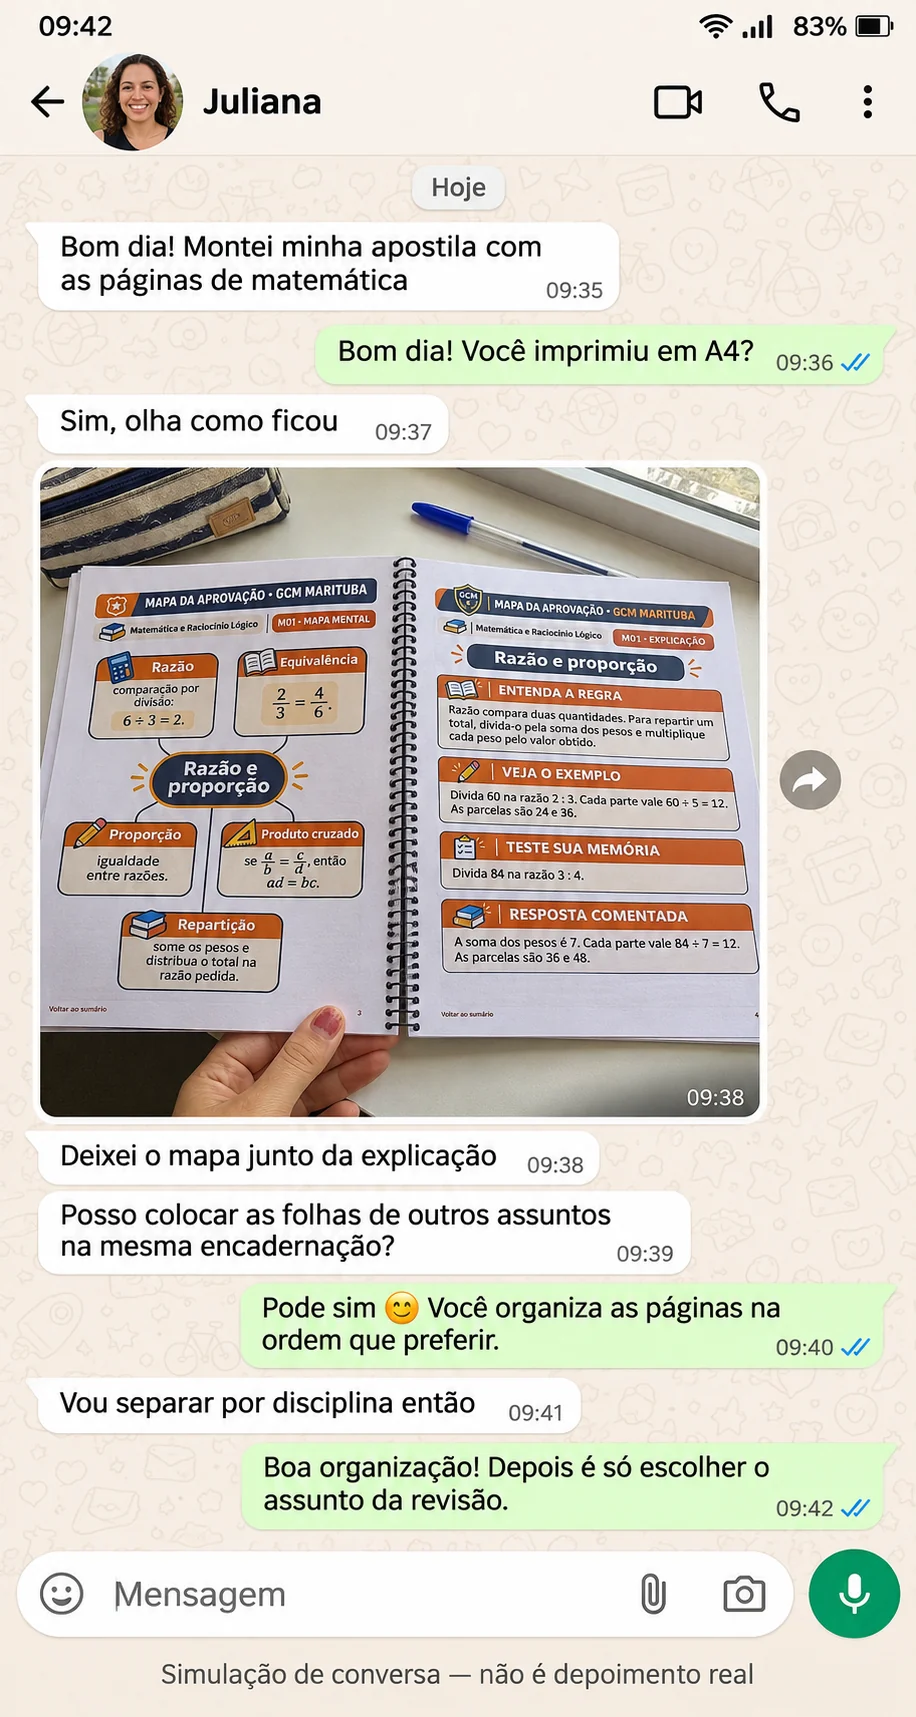 09:42
83%
Juliana
Hoje
Bom dia! Montei minha apostila com
as páginas de matemática
09:35
Bom dia! Você imprimiu em A4?
09:36
Sim, olha como ficou
09:37
MAPA DA APROVAÇÃO • GCM MARITUBA
Matemática e Raciocínio Lógico
M01 - MAPA MENTAL
Razão
comparação por
divisão:
6 ÷ 3 = 2.
Equivalência
2/3 = 4/6.
Razão e
proporção
Proporção
igualdade
entre razões.
Produto cruzado
se a/b = c/d, então
ad = bc.
Repartição
some os pesos e
distribua o total na
razão pedida.
Voltar ao sumário
3
GCM
MAPA DA APROVAÇÃO • GCM MARITUBA
Matemática e Raciocínio Lógico
M01 - EXPLICAÇÃO
Razão e proporção
ENTENDA A REGRA
Razão compara duas quantidades. Para repartir um
total, divida-o pela soma dos pesos e multiplique
cada peso pelo valor obtido.
VEJA O EXEMPLO
Divida 60 na razão 2 : 3. Cada parte vale 60 ÷ 5 = 12.
As parcelas são 24 e 36.
TESTE SUA MEMÓRIA
Divida 84 na razão 3 : 4.
RESPOSTA COMENTADA
A soma dos pesos é 7. Cada parte vale 84 ÷ 7 = 12.
As parcelas são 36 e 48.
Voltar ao sumário
4
09:38
Deixei o mapa junto da explicação
09:38
Posso colocar as folhas de outros assuntos
na mesma encadernação?
09:39
Pode sim 😊 Você organiza as páginas na
ordem que preferir.
09:40
Vou separar por disciplina então
09:41
Boa organização! Depois é só escolher o
assunto da revisão.
09:42
Mensagem
Simulação de conversa — não é depoimento real